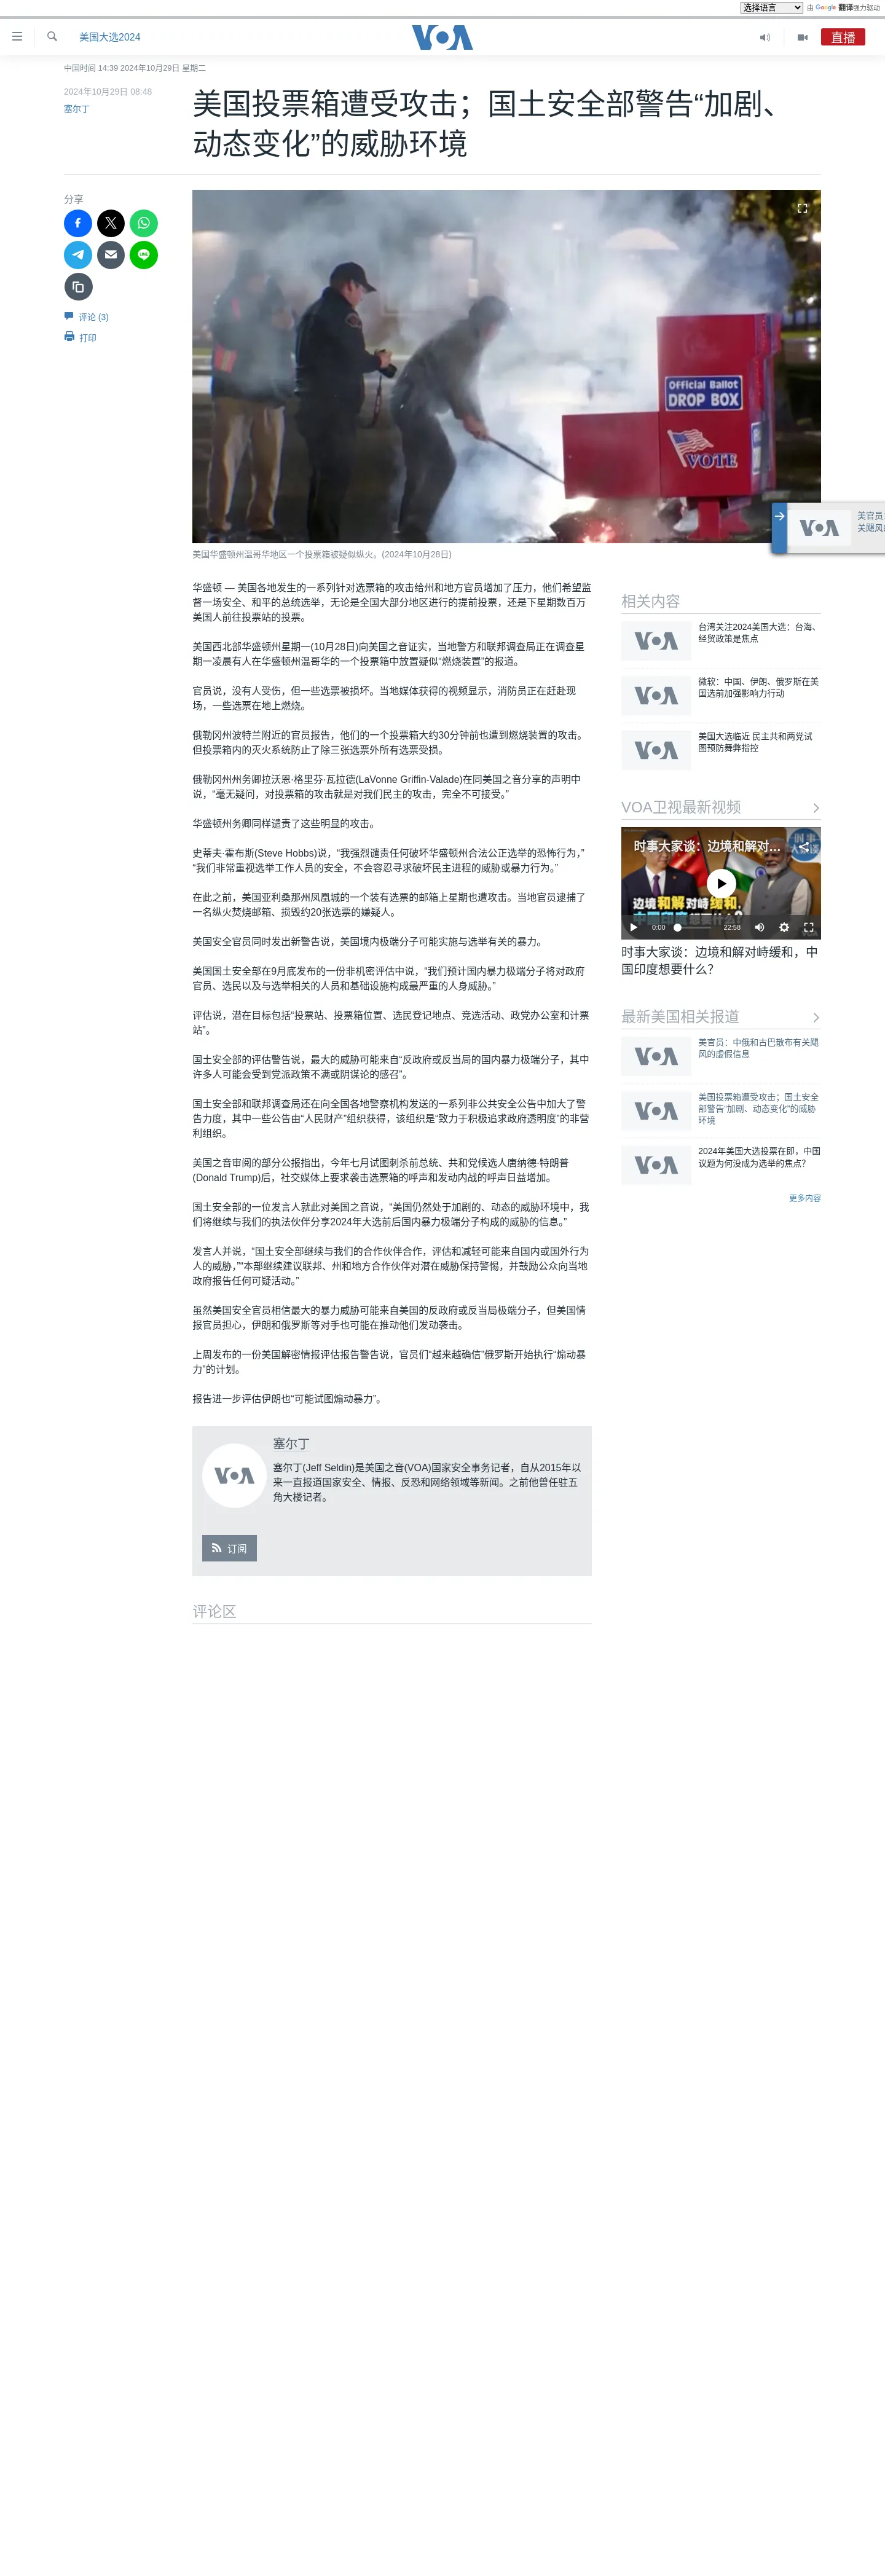 选择语言 由 Google 翻译强力驱动
美国大选2024
VOA
直播
中国时间 14:39 2024年10月29日 星期二
2024年10月29日 08:48
塞尔丁
美国投票箱遭受攻击；国土安全部警告“加剧、
动态变化”的威胁环境
分享
评论 (3)
打印
Official Ballot
DROP BOX
VOTE
美国华盛顿州温哥华地区一个投票箱被疑似纵火。(2024年10月28日)
VOA
美官员
华盛顿 — 美国各地发生的一系列针对选票箱的攻击给州和地方官员增加了压力，他们希望监
督一场安全、和平的总统选举，无论是全国大部分地区进行的提前投票，还是下星期数百万
美国人前往投票站的投票。
美国西北部华盛顿州星期一(10月28日)向美国之音证实，当地警方和联邦调查局正在调查星
期一凌晨有人在华盛顿州温哥华的一个投票箱中放置疑似“燃烧装置”的报道。
官员说，没有人受伤，但一些选票被损坏。当地媒体获得的视频显示，消防员正在赶赴现
场，一些选票在地上燃烧。
俄勒冈州波特兰附近的官员报告，他们的一个投票箱大约30分钟前也遭到燃烧装置的攻击。
但投票箱内的灭火系统防止了除三张选票外所有选票受损。
俄勒冈州州务卿拉沃恩·格里芬·瓦拉德(LaVonne Griffin-Valade)在同美国之音分享的声明中
说，“毫无疑问，对投票箱的攻击就是对我们民主的攻击，完全不可接受。”
华盛顿州务卿同样谴责了这些明显的攻击。
史蒂夫·霍布斯(Steve Hobbs)说，“我强烈谴责任何破坏华盛顿州合法公正选举的恐怖行为，”
“我们非常重视选举工作人员的安全，不会容忍寻求破坏民主进程的威胁或暴力行为。”
在此之前，美国亚利桑那州凤凰城的一个装有选票的邮箱上星期也遭攻击。当地官员逮捕了
一名纵火焚烧邮箱、损毁约20张选票的嫌疑人。
美国安全官员同时发出新警告说，美国境内极端分子可能实施与选举有关的暴力。
美国国土安全部在9月底发布的一份非机密评估中说，“我们预计国内暴力极端分子将对政府
官员、选民以及与选举相关的人员和基础设施构成最严重的人身威胁。”
评估说，潜在目标包括“投票站、投票箱位置、选民登记地点、竞选活动、政党办公室和计票
站”。
国土安全部的评估警告说，最大的威胁可能来自“反政府或反当局的国内暴力极端分子，其中
许多人可能会受到党派政策不满或阴谋论的感召”。
国土安全部和联邦调查局还在向全国各地警察机构发送的一系列非公共安全公告中加大了警
告力度，其中一些公告由“人民财产”组织获得，该组织是“致力于积极追求政府透明度”的非营
利组织。
美国之音审阅的部分公报指出，今年七月试图刺杀前总统、共和党候选人唐纳德·特朗普
(Donald Trump)后，社交媒体上要求袭击选票箱的呼声和发动内战的呼声日益增加。
国土安全部的一位发言人就此对美国之音说，“美国仍然处于加剧的、动态的威胁环境中，我
们将继续与我们的执法伙伴分享2024年大选前后国内暴力极端分子构成的威胁的信息。”
发言人并说，“国土安全部继续与我们的合作伙伴合作，评估和减轻可能来自国内或国外行为
人的威胁，”“本部继续建议联邦、州和地方合作伙伴对潜在威胁保持警惕，并鼓励公众向当地
政府报告任何可疑活动。”
虽然美国安全官员相信最大的暴力威胁可能来自美国的反政府或反当局极端分子，但美国情
报官员担心，伊朗和俄罗斯等对手也可能在推动他们发动袭击。
上周发布的一份美国解密情报评估报告警告说，官员们“越来越确信”俄罗斯开始执行“煽动暴
力”的计划。
报告进一步评估伊朗也“可能试图煽动暴力”。
塞尔丁
VOA
塞尔丁(Jeff Seldin)是美国之音(VOA)国家安全事务记者，自从2015年以
来一直报道国家安全、情报、反恐和网络领域等新闻。之前他曾任驻五
角大楼记者。
订阅
评论区
相关内容
VOA
台湾关注2024美国大选：台海、
经贸政策是焦点
VOA
微软：中国、伊朗、俄罗斯在美
国选前加强影响力行动
VOA
美国大选临近 民主共和两党试
图预防舞弊指控
VOA卫视最新视频
时事大家谈：边境和解对...
边境和解对峙缓和,
中国印度想要什么?
0:00 22:58
时事大家谈：边境和解对峙缓和，中
国印度想要什么？
最新美国相关报道
VOA
美官员：中俄和古巴散布有关飓
风的虚假信息
VOA
美国投票箱遭受攻击；国土安全
部警告“加剧、动态变化”的威胁
环境
VOA
2024年美国大选投票在即，中国
议题为何没成为选举的焦点？
更多内容